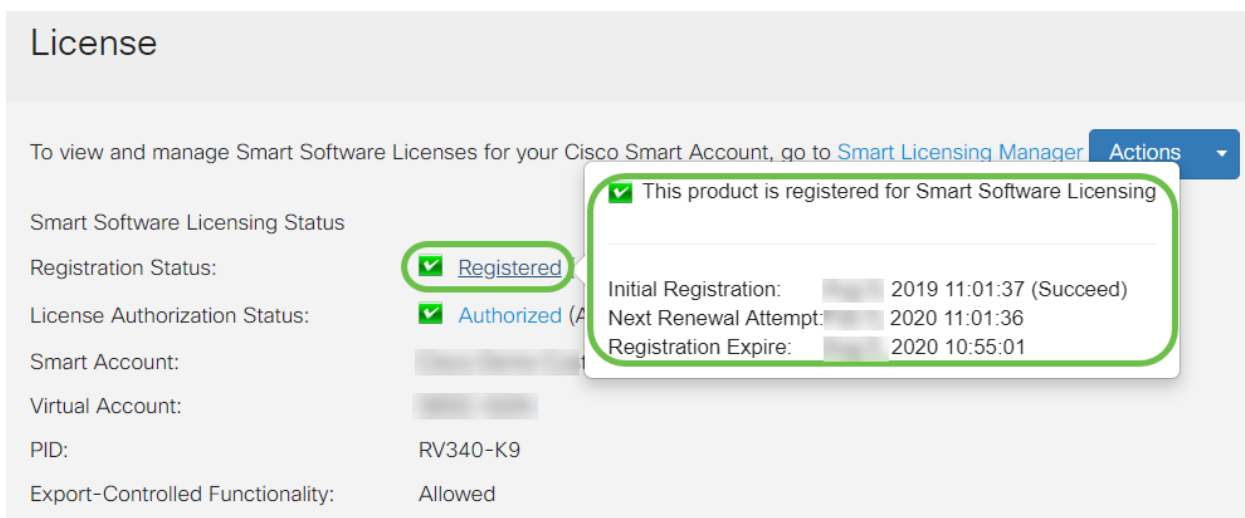 License
To view and manage Smart Software Licenses for your Cisco Smart Account, go to Smart Licensing Manager Actions
This product is registered for Smart Software Licensing
Smart Software Licensing Status
Registration Status: Registered
Initial Registration: 2019 11:01:37 (Succeed)
Next Renewal Attempt: 2020 11:01:36
Registration Expire: 2020 10:55:01
License Authorization Status: Authorized (A
Smart Account:
Virtual Account:
PID: RV340-K9
Export-Controlled Functionality: Allowed